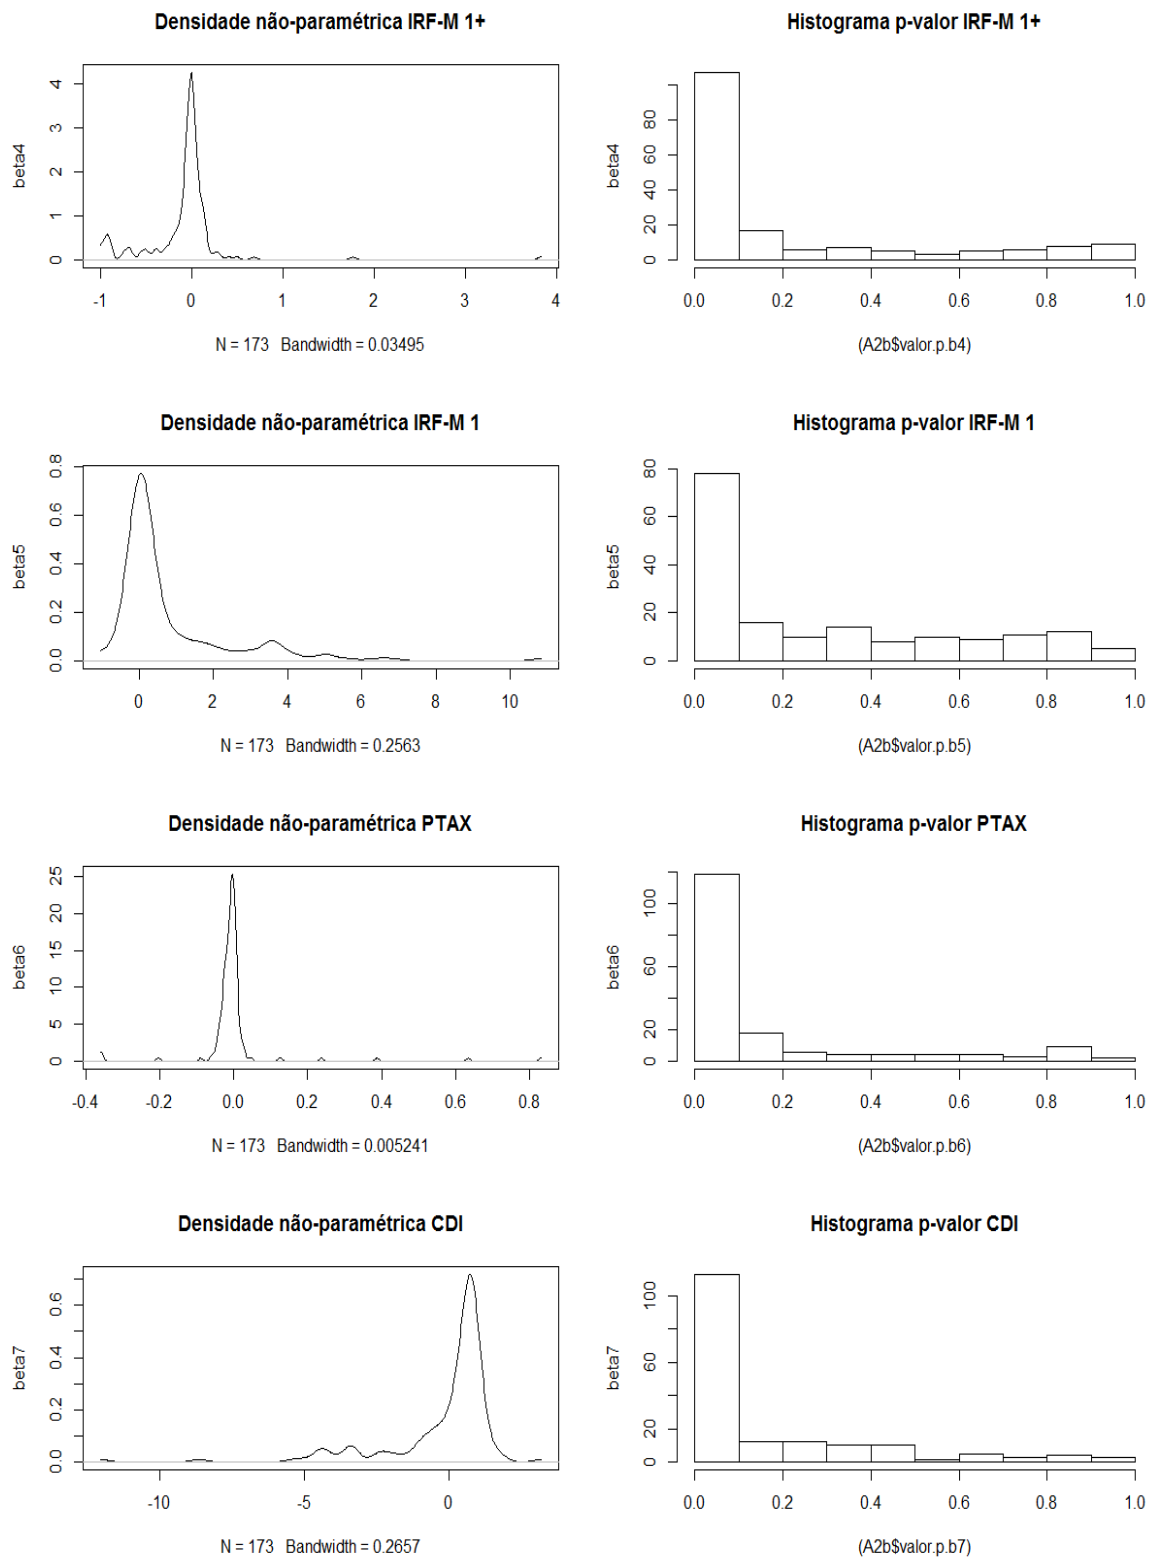 Densidade não-paramétrica IRF-M 1+
beta4
0 1 2 3 4
-1 0 1 2 3 4
N = 173 Bandwidth = 0.03495
Histograma p-valor IRF-M 1+
beta4
0 20 40 60 80
0.0 0.2 0.4 0.6 0.8 1.0
(A2b$valor.p.b4)
Densidade não-paramétrica IRF-M 1
beta5
0.0 0.2 0.4 0.6 0.8
0 2 4 6 8 10
N = 173 Bandwidth = 0.2563
Histograma p-valor IRF-M 1
beta5
0 20 40 60 80
0.0 0.2 0.4 0.6 0.8 1.0
(A2b$valor.p.b5)
Densidade não-paramétrica PTAX
beta6
0 5 10 15 20 25
-0.4 -0.2 0.0 0.2 0.4 0.6 0.8
N = 173 Bandwidth = 0.005241
Histograma p-valor PTAX
beta6
0 20 60 100
0.0 0.2 0.4 0.6 0.8 1.0
(A2b$valor.p.b6)
Densidade não-paramétrica CDI
beta7
0.0 0.2 0.4 0.6
-10 -5 0
N = 173 Bandwidth = 0.2657
Histograma p-valor CDI
beta7
0 20 60 100
0.0 0.2 0.4 0.6 0.8 1.0
(A2b$valor.p.b7)